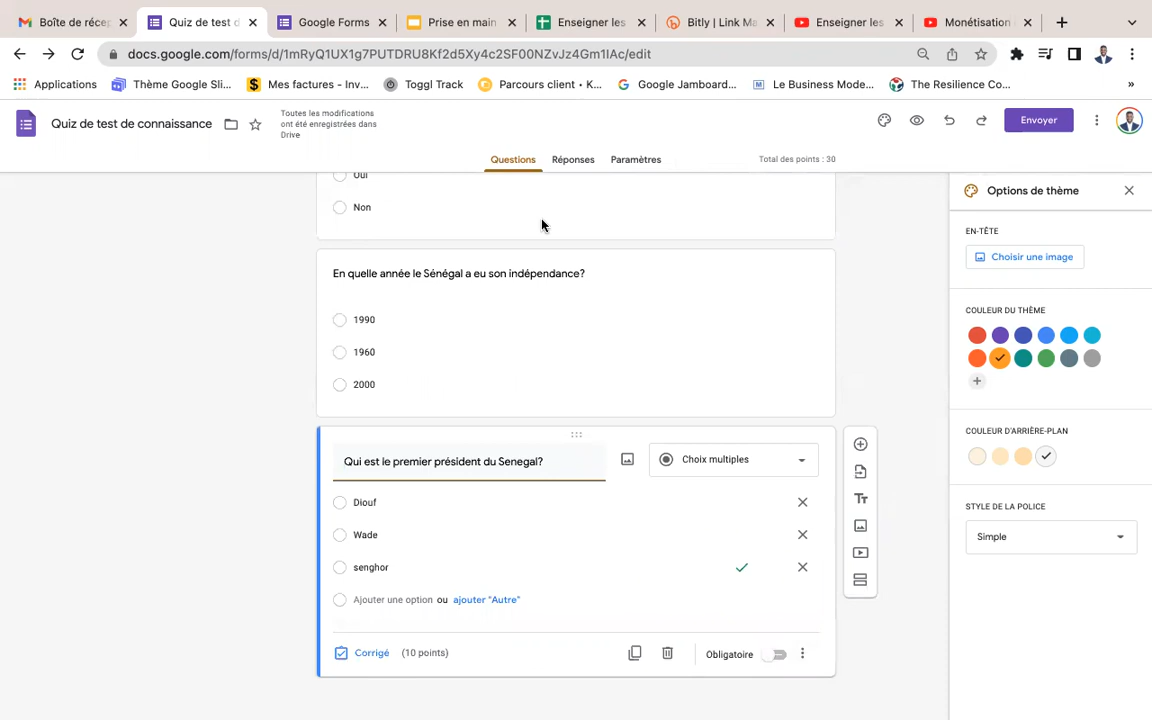 Boîte de récep
Quiz de test d
Google Forms
Prise en main
Enseigner les
Bitly | Link Ma
Enseigner les
Monétisation
docs.google.com/forms/d/1mRyQ1UX1g7PUTDRU8Kf2d5Xy4c2SF00NZvJz4Gm1IAc/edit
Applications
Thème Google Sli...
Mes factures - Inv...
Toggl Track
Parcours client • K...
Google Jamboard...
Le Business Mode...
The Resilience Co...
»
Quiz de test de connaissance
Toutes les modifications
ont été enregistrées dans
Drive
Envoyer
Questions
Réponses
Paramètres
Total des points : 30
Oui
Non
En quelle année le Sénégal a eu son indépendance?
1990
1960
2000
Qui est le premier président du Senegal?
Choix multiples
Diouf
Wade
senghor
Ajouter une option ou ajouter "Autre"
Corrigé (10 points)
Obligatoire
Options de thème
EN-TÊTE
Choisir une image
COULEUR DU THÈME
COULEUR D'ARRIÈRE-PLAN
STYLE DE LA POLICE
Simple